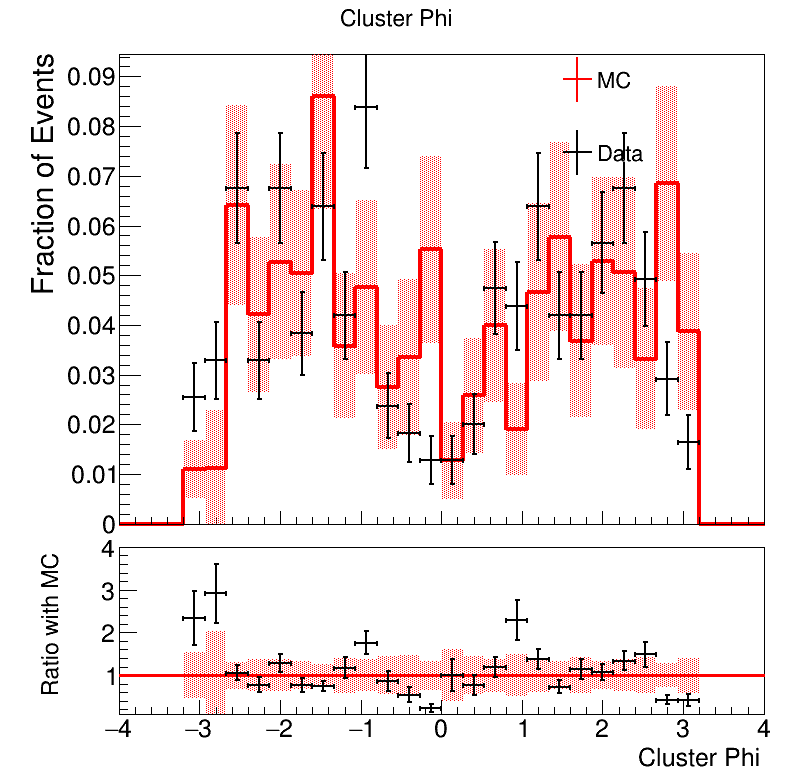 Cluster Phi
Fraction of Events
0.09
0.08
0.07
0.06
0.05
0.04
0.03
0.02
0.01
0
MC
Data
Ratio with MC
4
3
2
1
−4 −3 −2 −1 0 1 2 3 4
Cluster Phi